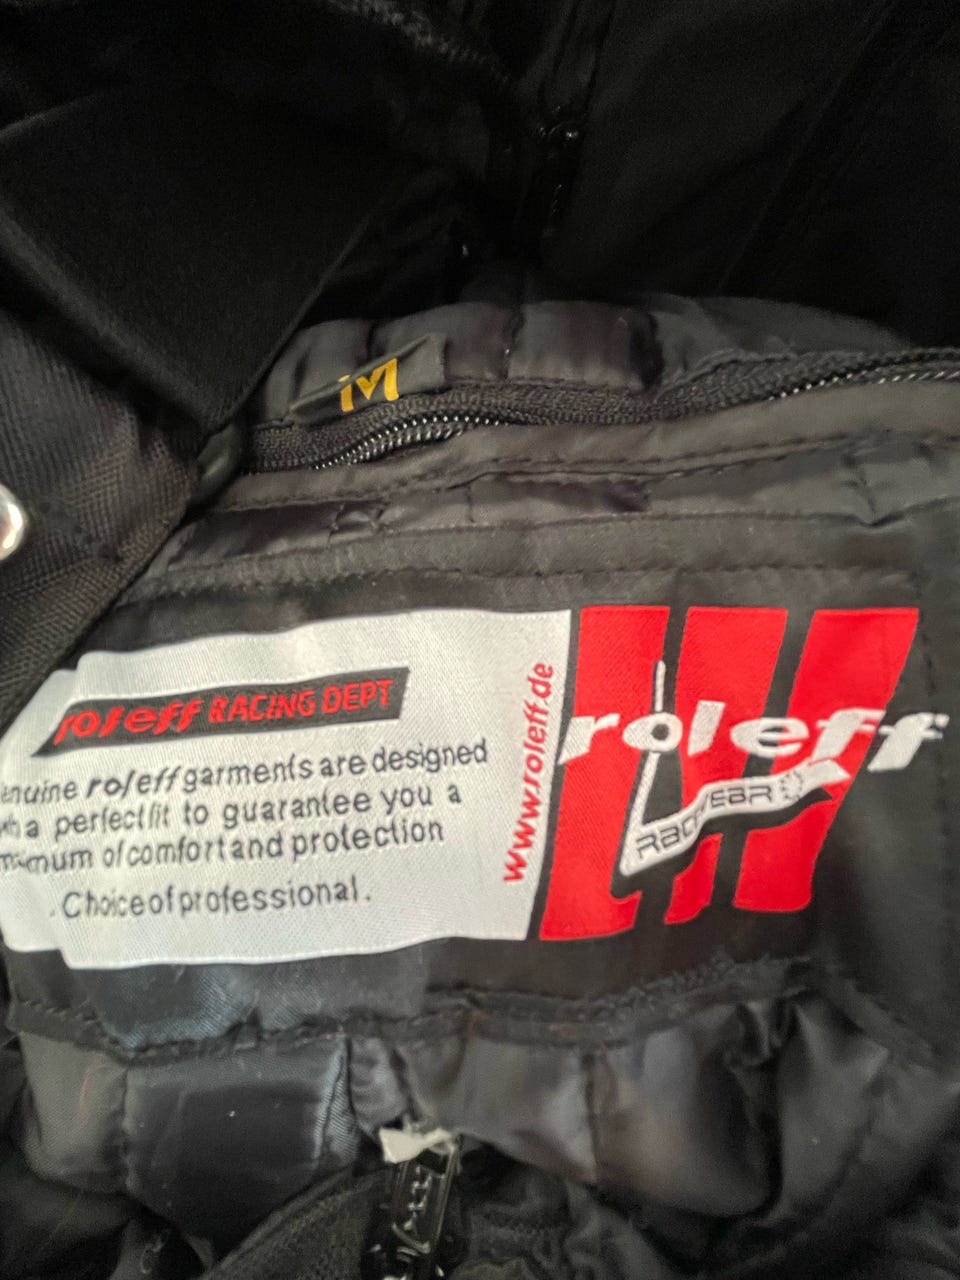 M
roleff RACING DEPT
enuine roleff garments are designed
a perfect fit to guarantee you a
of comfort and protection
. Choice of professional .
www.roleff.de
roleff
RACEWEAR